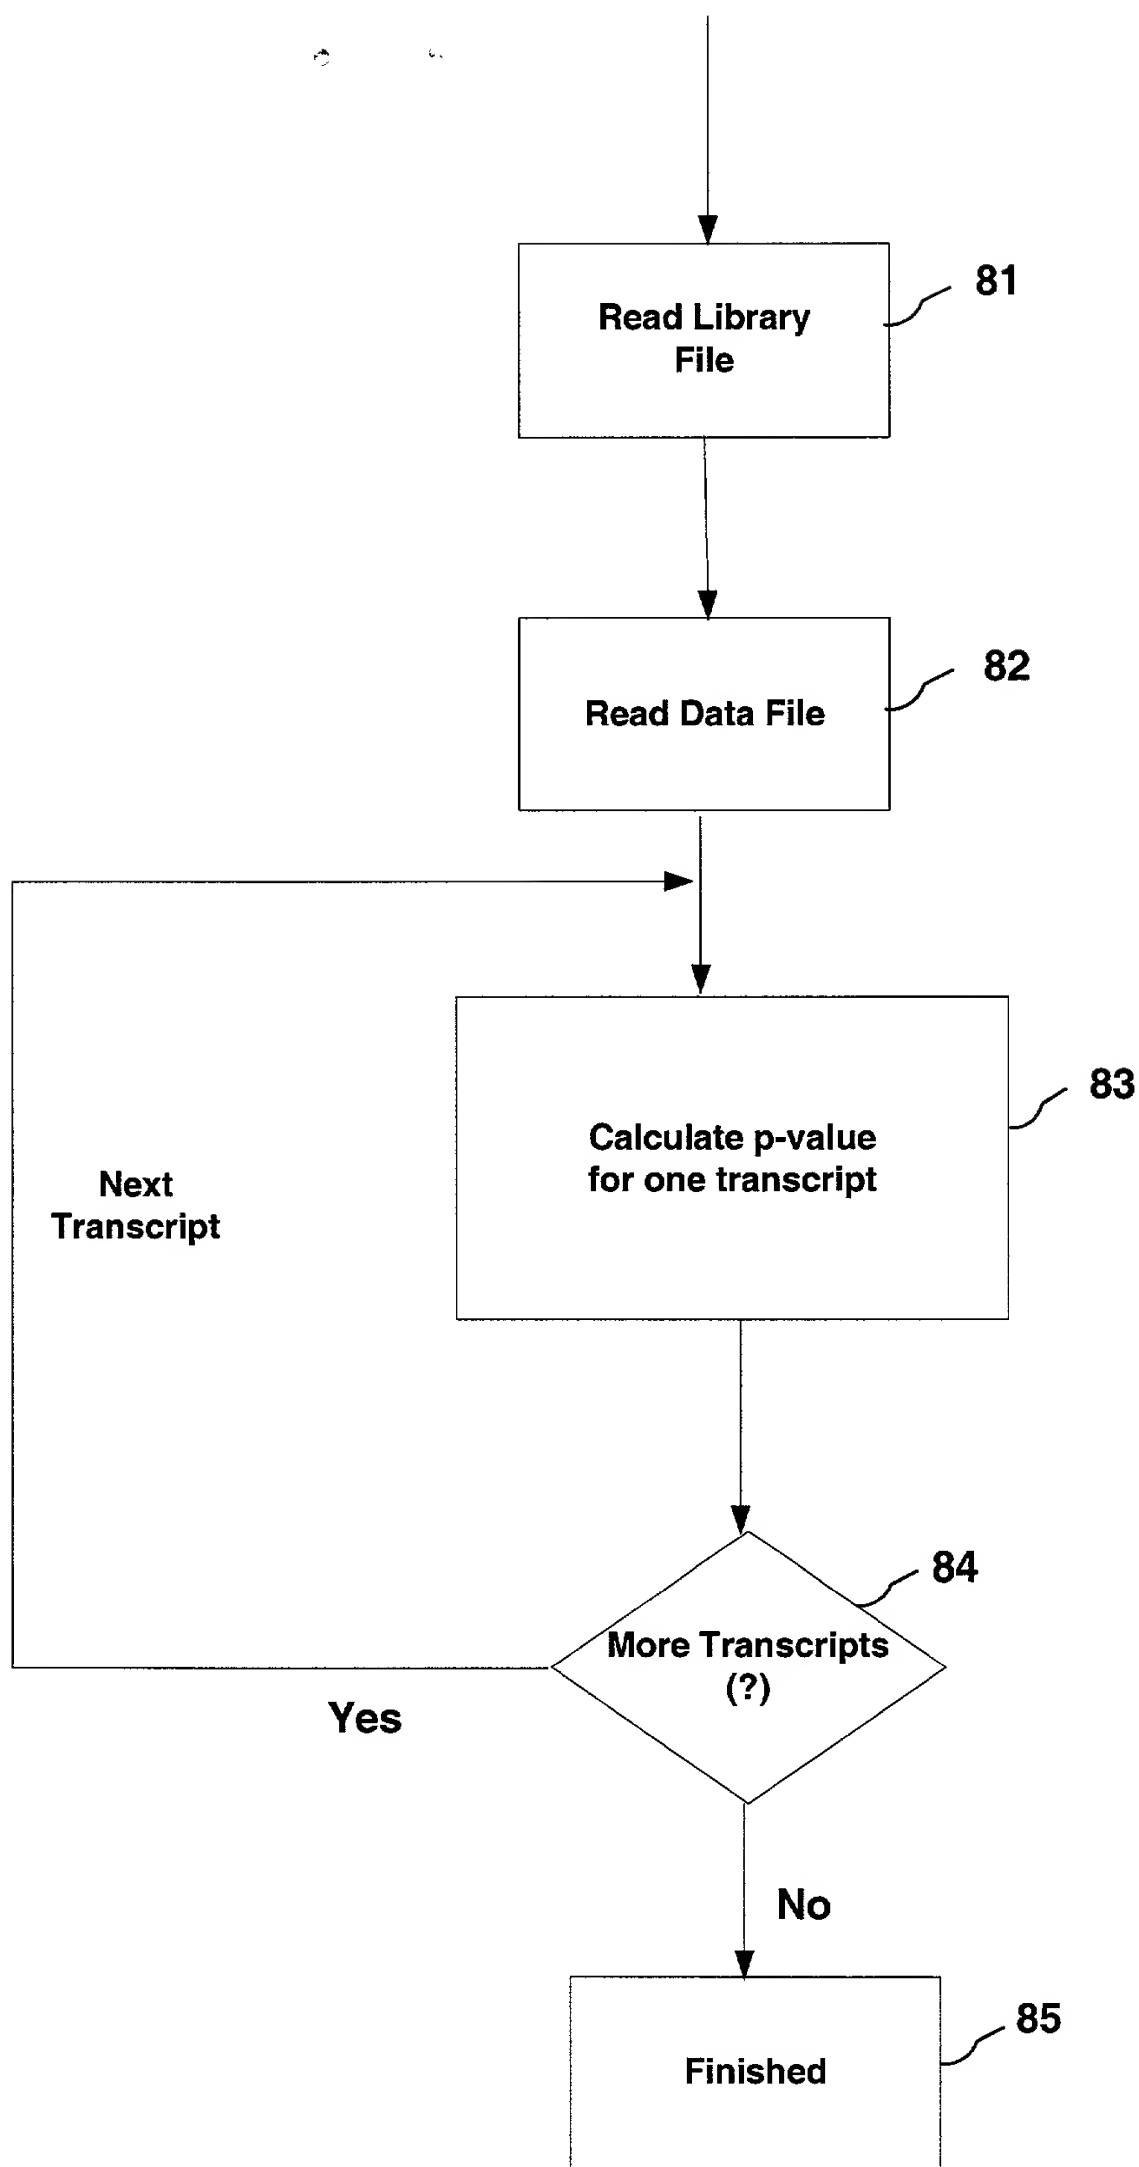 81
Read Library
File
82
Read Data File
83
Calculate p-value
for one transcript
Next
Transcript
84
More Transcripts
(?)
Yes
No
85
Finished